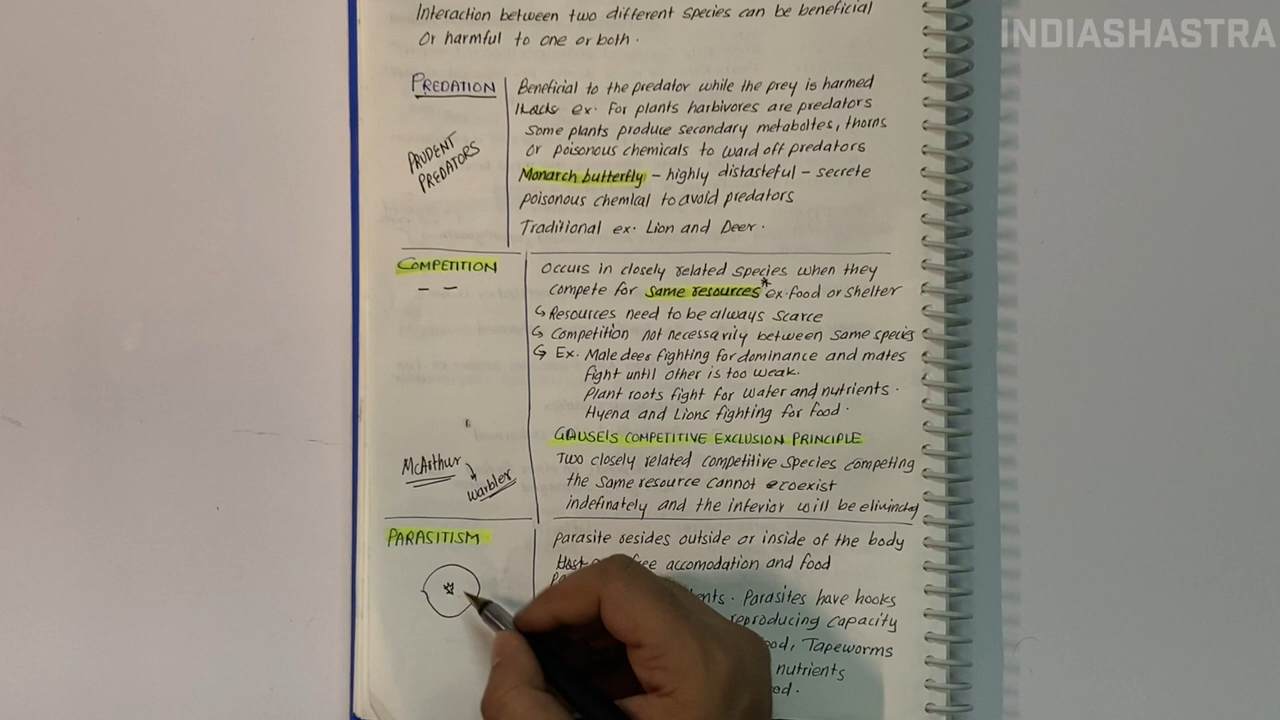 INDIASHASTRA
Interaction between two different species can be beneficial
or harmful to one or both.
PREDATION
Beneficial to the predator while the prey is harmed
ex. For plants harbivores are predators
Some plants produce secondary metaboltes, thorns
or poisonous chemicals to ward off predators
PRUDENT
PREDATORS
Monarch butterfly – highly distasteful – secrete
poisonous chemical to avoid predators
Traditional ex. Lion and Deer.
COMPETITION
Occurs in closely related species when they
compete for same resources* ex. food or shelter
↳ Resources need to be always scarce
↳ Competition not necessarily between same species
↳ Ex. Male deer fighting for dominance and mates
fight until other is too weak.
Plant roots fight for water and nutrients.
Hyena and Lions fighting for food.
GAUSE'S COMPETITIVE EXCLUSION PRINCIPLE
McArthur
warbler
Two closely related competitive species competing
the same resource cannot coexist
indefinately and the inferior will be
PARASITISM
parasite resides outside or inside of the body
free accomodation and food
Parasites have hooks
reproducing capacity
Tapeworms
nutrients